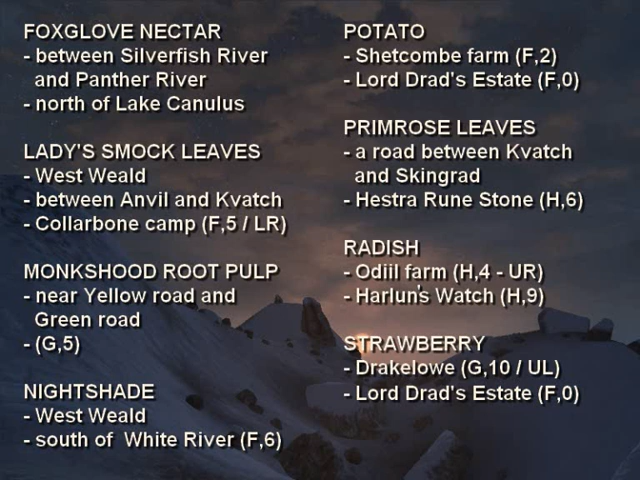 FOXGLOVE NECTAR
- between Silverfish River
and Panther River
- north of Lake Canulus
LADY'S SMOCK LEAVES
- West Weald
- between Anvil and Kvatch
- Collarbone camp (F,5 / LR)
MONKSHOOD ROOT PULP
- near Yellow road and
Green road
- (G,5)
NIGHTSHADE
- West Weald
- south of White River (F,6)
POTATO
- Shetcombe farm (F,2)
- Lord Drad's Estate (F,0)
PRIMROSE LEAVES
- a road between Kvatch
and Skingrad
- Hestra Rune Stone (H,6)
RADISH
- Odiil farm (H,4 - UR)
- Harlun's Watch (H,9)
STRAWBERRY
- Drakelowe (G,10 / UL)
- Lord Drad's Estate (F,0)